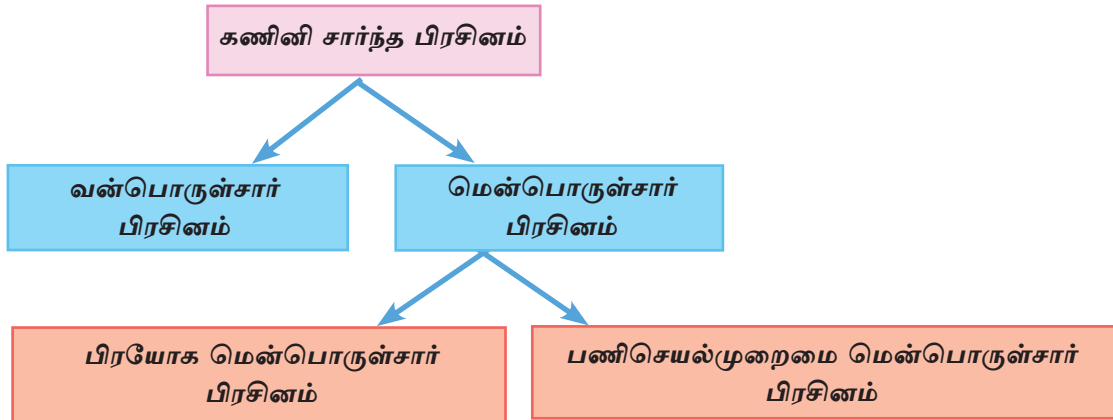 கணினி சார்ந்த பிரசினம்
வன்பொருள்சார்
பிரசினம்
மென்பொருள்சார்
பிரசினம்
பிரயோக மென்பொருள்சார்
பிரசினம்
பணிசெயல்முறைமை மென்பொருள்சார்
பிரசினம்